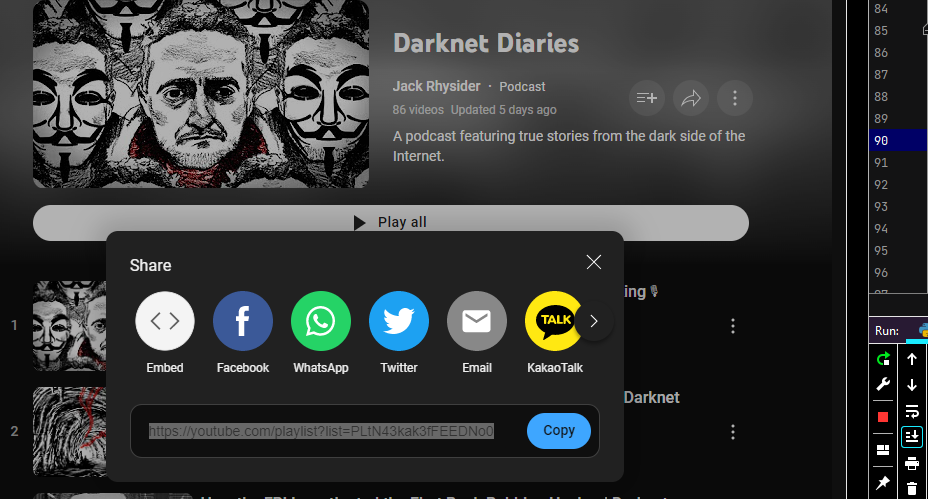 Darknet Diaries
Jack Rhysider · Podcast
86 videos Updated 5 days ago
A podcast featuring true stories from the dark side of the
Internet.
Play all
Share
ing
1
TALK
Embed
Facebook
WhatsApp
Twitter
Email
KakaoTalk
Darknet
2
https://youtube.com/playlist?list=PLtN43kak3fFEEDNo0
Copy
84
85
86
87
88
89
90
91
92
93
94
95
96
Run: